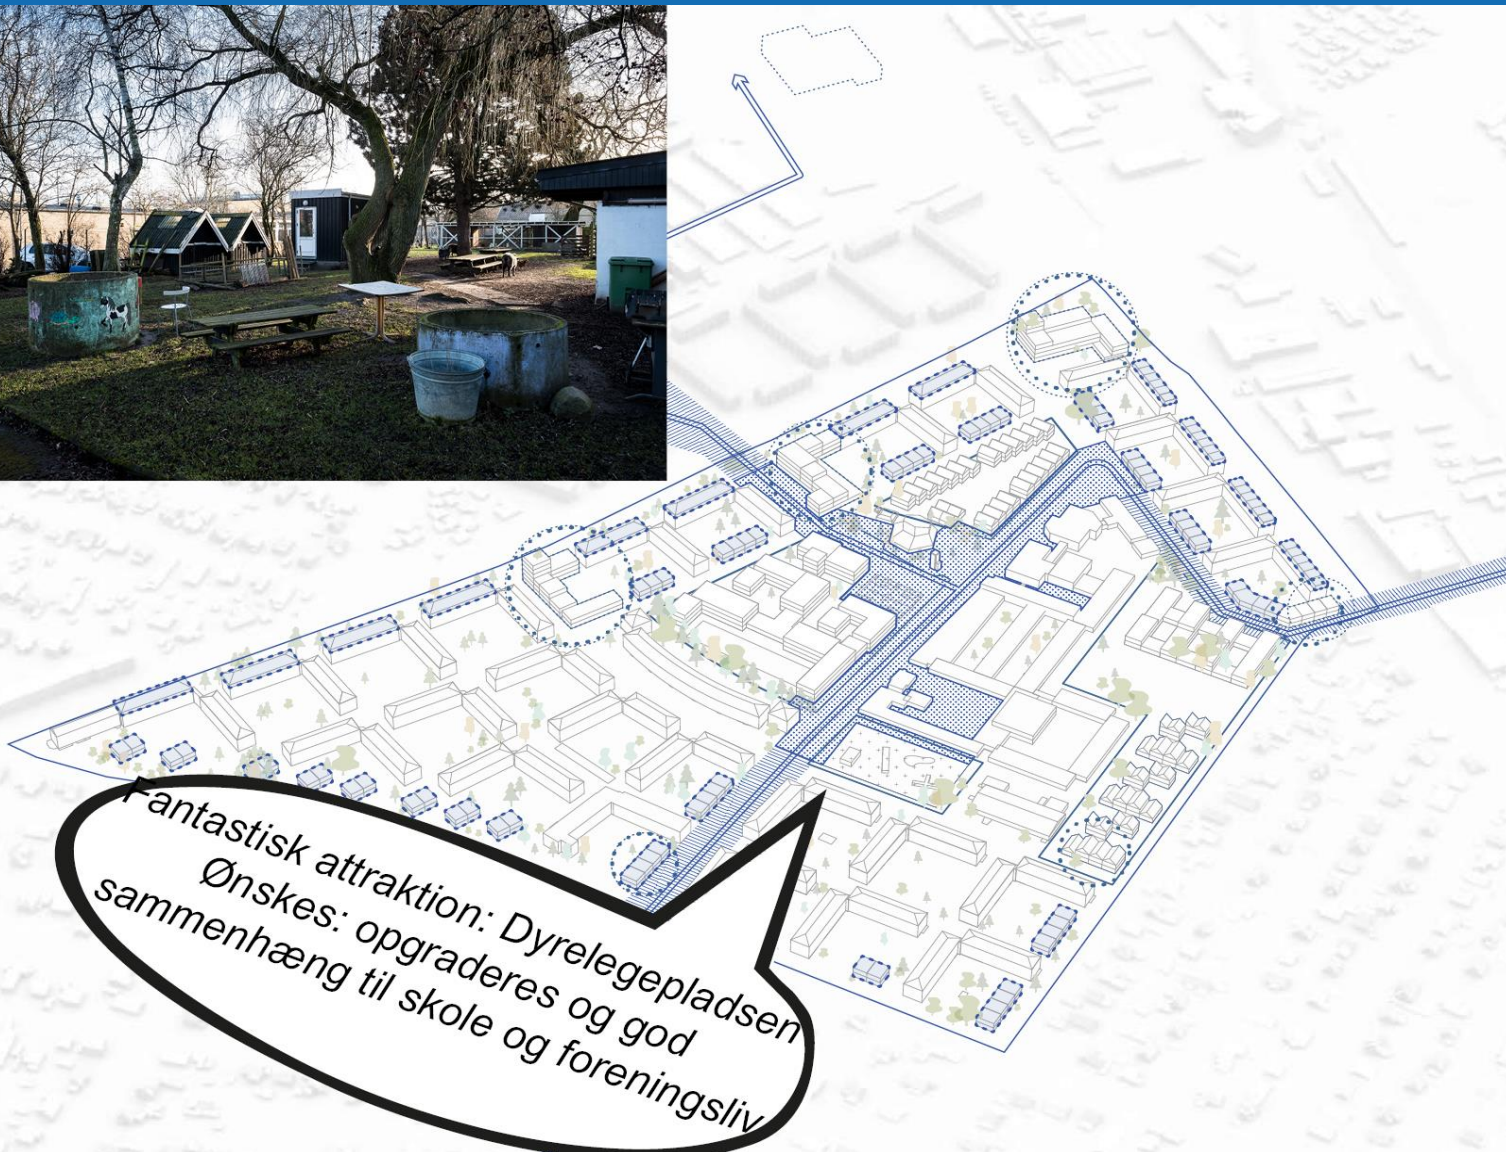 Fantastisk attraktion: Dyrelegepladsen
Ønskes: opgraderes og god
sammenhæng til skole og foreningsliv